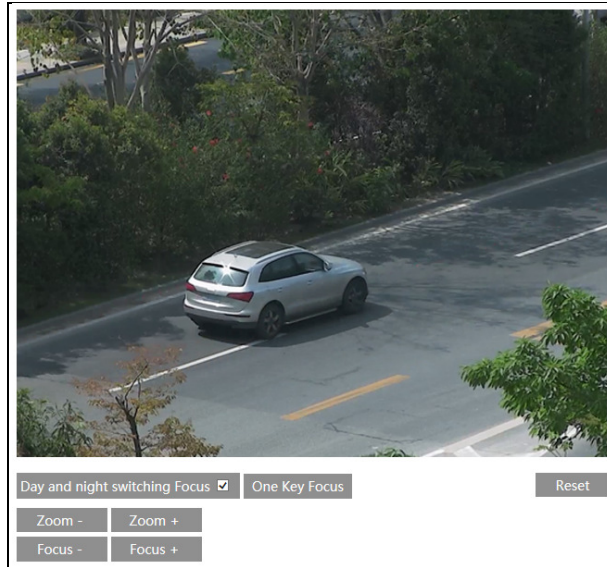 Day and night switching Focus One Key Focus Reset
Zoom - Zoom +
Focus - Focus +